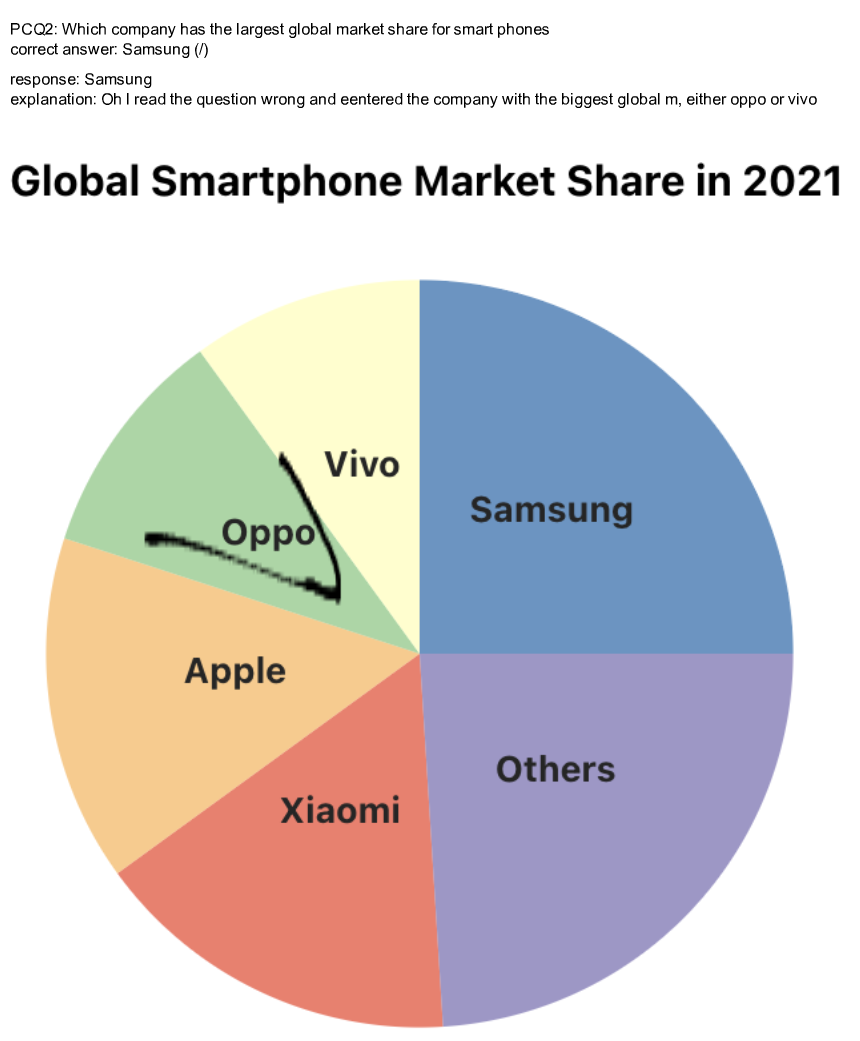 PCQ2: Which company has the largest global market share for smart phones
correct answer: Samsung (/)
response: Samsung
explanation: Oh I read the question wrong and eentered the company with the biggest global m, either oppo or vivo
Global Smartphone Market Share in 2021
Vivo
Samsung
Oppo
Apple
Others
Xiaomi